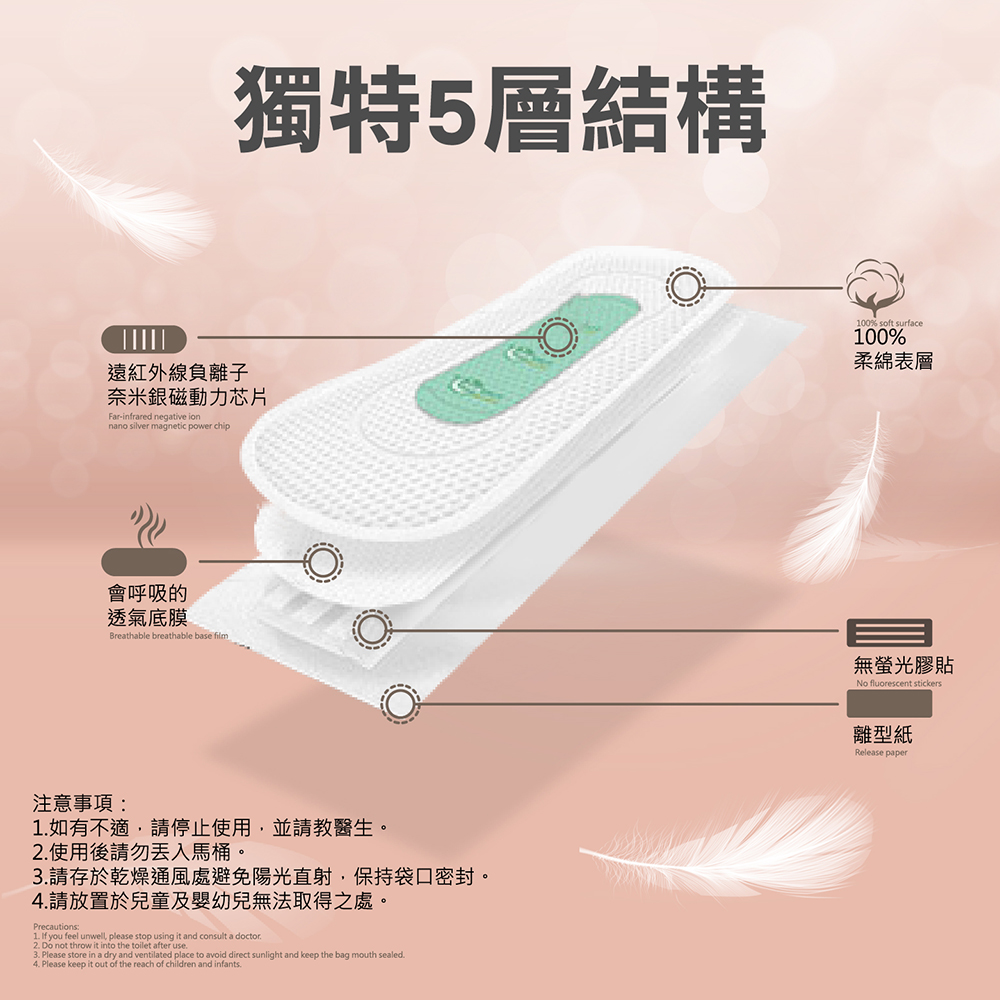 獨特5層結構
100% soft surface
100%
柔綿表層
遠紅外線負離子
奈米銀磁動力芯片
Far-infrared negative ion
nano silver magnetic power chip
會呼吸的
透氣底膜
Breathable breathable base film
無螢光膠貼
No fluorescent stickers
離型紙
Release paper
注意事項：
1.如有不適，請停止使用，並請教醫生。
2.使用後請勿丟入馬桶。
3.請存於乾燥通風處避免陽光直射，保持袋口密封。
4.請放置於兒童及嬰幼兒無法取得之處。
Precautions:
1. If you feel unwell, please stop using it and consult a doctor.
2. Do not throw it into the toilet after use.
3. Please store in a dry and ventilated place to avoid direct sunlight and keep the bag mouth sealed.
4. Please keep it out of the reach of children and infants.